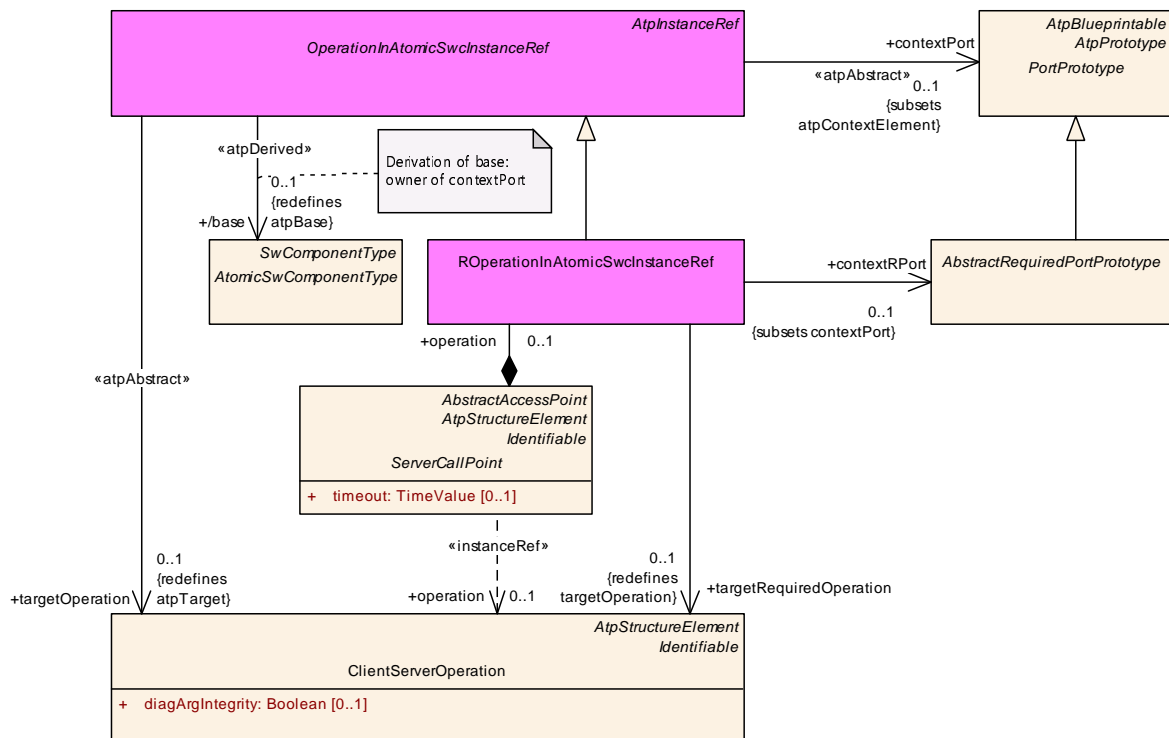 AtpInstanceRef
OperationInAtomicSwcInstanceRef
AtpBlueprintable
AtpPrototype
PortPrototype
+contextPort
«atpAbstract»
0..1
{subsets
atpContextElement}
«atpDerived»
Derivation of base:
owner of contextPort
0..1
{redefines
atpBase}
+/base
SwComponentType
AtomicSwComponentType
ROperationInAtomicSwcInstanceRef
+contextRPort
0..1
{subsets contextPort}
AbstractRequiredPortPrototype
+operation
0..1
«atpAbstract»
AbstractAccessPoint
AtpStructureElement
Identifiable
ServerCallPoint
+ timeout: TimeValue [0..1]
«instanceRef»
0..1
{redefines
atpTarget}
+targetOperation
+operation
0..1
0..1
{redefines
targetOperation}
+targetRequiredOperation
AtpStructureElement
Identifiable
ClientServerOperation
+ diagArgIntegrity: Boolean [0..1]